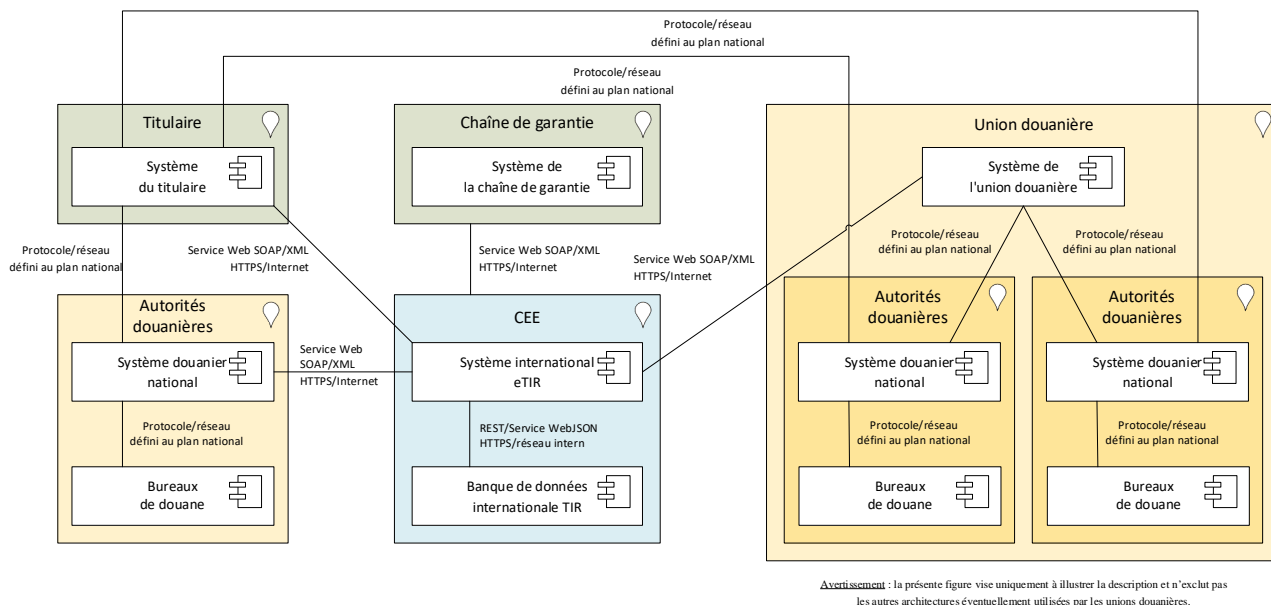 Protocole/réseau
défini au plan national
Protocole/réseau
défini au plan national
Titulaire
Système
du titulaire
Chaîne de garantie
Système de
la chaîne de garantie
Union douanière
Système de
l'union douanière
Protocole/réseau
défini au plan national
Service Web SOAP/XML
HTTPS/Internet
Service Web SOAP/XML
HTTPS/Internet
Service Web SOAP/XML
HTTPS/Internet
Protocole/réseau
défini au plan national
Protocole/réseau
défini au plan national
Autorités
douanières
Système douanier
national
Service Web
SOAP/XML
HTTPS/Internet
CEE
Système international
eTIR
Autorités
douanières
Système douanier
national
Autorités
douanières
Système douanier
national
Protocole/réseau
défini au plan national
REST/Service WebJSON
HTTPS/réseau intern
Protocole/réseau
défini au plan national
Protocole/réseau
défini au plan national
Bureaux
de douane
Banque de données
internationale TIR
Bureaux
de douane
Bureaux
de douane
Avertissement : la présente figure vise uniquement à illustrer la description et n'exclut pas
les autres architectures éventuellement utilisées par les unions douanières.